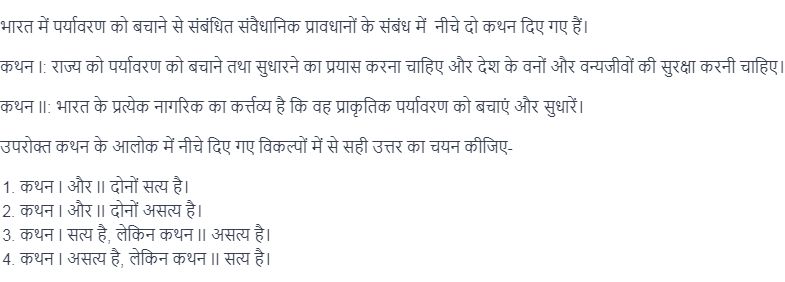 भारत में पर्यावरण को बचाने से संबंधित संवैधानिक प्रावधानों के संबंध में नीचे दो कथन दिए गए हैं।
कथन I: राज्य को पर्यावरण को बचाने तथा सुधारने का प्रयास करना चाहिए और देश के वनों और वन्यजीवों की सुरक्षा करनी चाहिए।
कथन II: भारत के प्रत्येक नागरिक का कर्त्तव्य है कि वह प्राकृतिक पर्यावरण को बचाएं और सुधारें।
उपरोक्त कथन के आलोक में नीचे दिए गए विकल्पों में से सही उत्तर का चयन कीजिए-
1. कथन I और II दोनों सत्य है।
2. कथन I और II दोनों असत्य है।
3. कथन I सत्य है, लेकिन कथन II असत्य है।
4. कथन I असत्य है, लेकिन कथन II सत्य है।